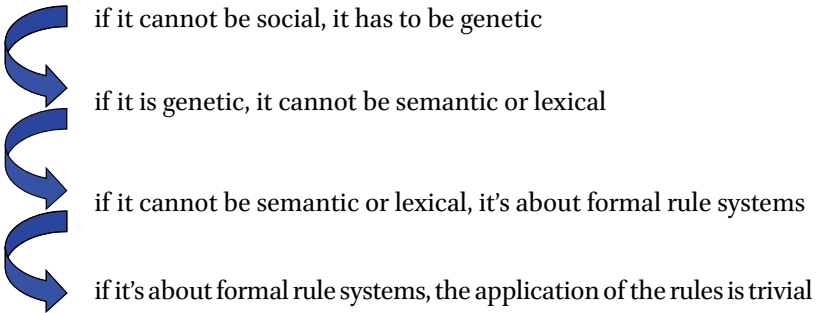 if it cannot be social, it has to be genetic
if it is genetic, it cannot be semantic or lexical
if it cannot be semantic or lexical, it's about formal rule systems
if it's about formal rule systems, the application of the rules is trivial